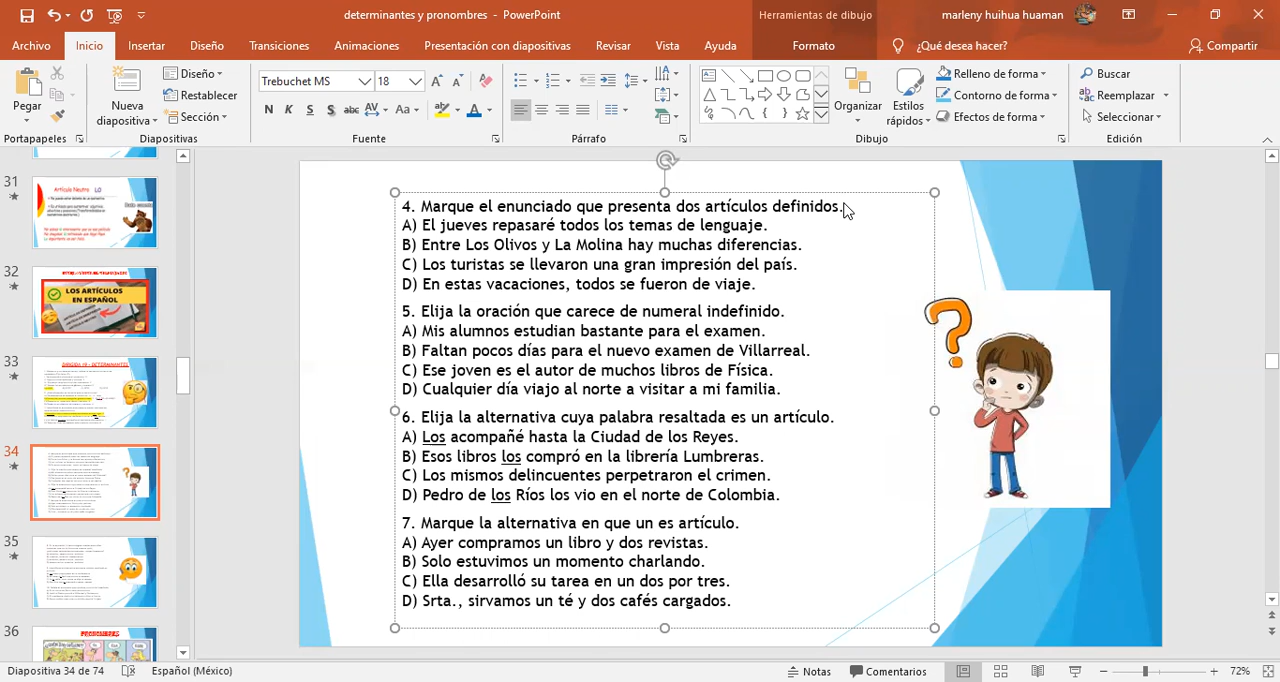 determinantes y pronombres - PowerPoint
Herramientas de dibujo
marleny huihua huaman
Archivo Inicio Insertar Diseño Transiciones Animaciones Presentación con diapositivas Revisar Vista Ayuda Formato ¿Qué desea hacer? Compartir
Pegar
Nueva diapositiva
Diseño
Restablecer
Sección
Trebuchet MS 18
N K S S abc AV Aa A
Organizar
Estilos rápidos
Relleno de forma
Contorno de forma
Efectos de forma
Buscar
Reemplazar
Seleccionar
Portapapeles Diapositivas Fuente Párrafo Dibujo Edición
31
Artículo Neutro LO
32
LOS ARTÍCULOS
EN ESPAÑOL
33
34
35
36
PRONOMBRES
4. Marque el enunciado que presenta dos artículos definidos.
A) El jueves repasaré todos los temas de lenguaje.
B) Entre Los Olivos y La Molina hay muchas diferencias.
C) Los turistas se llevaron una gran impresión del país.
D) En estas vacaciones, todos se fueron de viaje.
5. Elija la oración que carece de numeral indefinido.
A) Mis alumnos estudian bastante para el examen.
B) Faltan pocos días para el nuevo examen de Villarreal.
C) Ese joven es el autor de muchos libros de Física.
D) Cualquier día viajo al norte a visitar a mi familia.
6. Elija la alternativa cuya palabra resaltada es un artículo.
A) Los acompañé hasta la Ciudad de los Reyes.
B) Esos libros los compró en la librería Lumbreras.
C) Los mismos delincuentes perpetraron el crimen.
D) Pedro de los Ríos los vio en el norte de Colombia.
7. Marque la alternativa en que un es artículo.
A) Ayer compramos un libro y dos revistas.
B) Solo estuvimos un momento charlando.
C) Ella desarrolló su tarea en un dos por tres.
D) Srta., sirvamos un té y dos cafés cargados.
Diapositiva 34 de 74 Español (México) Notas Comentarios 72%